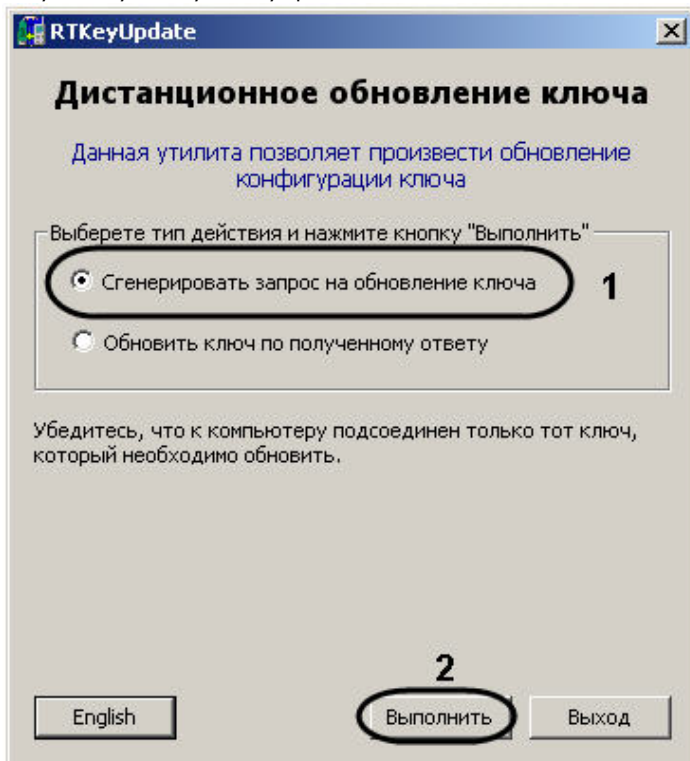 RTKeyUpdate
Дистанционное обновление ключа
Данная утилита позволяет произвести обновление
конфигурации ключа
Выберете тип действия и нажмите кнопку "Выполнить"
Сгенерировать запрос на обновление ключа
1
Обновить ключ по полученному ответу
Убедитесь, что к компьютеру подсоединен только тот ключ,
который необходимо обновить.
2
English
Выполнить
Выход